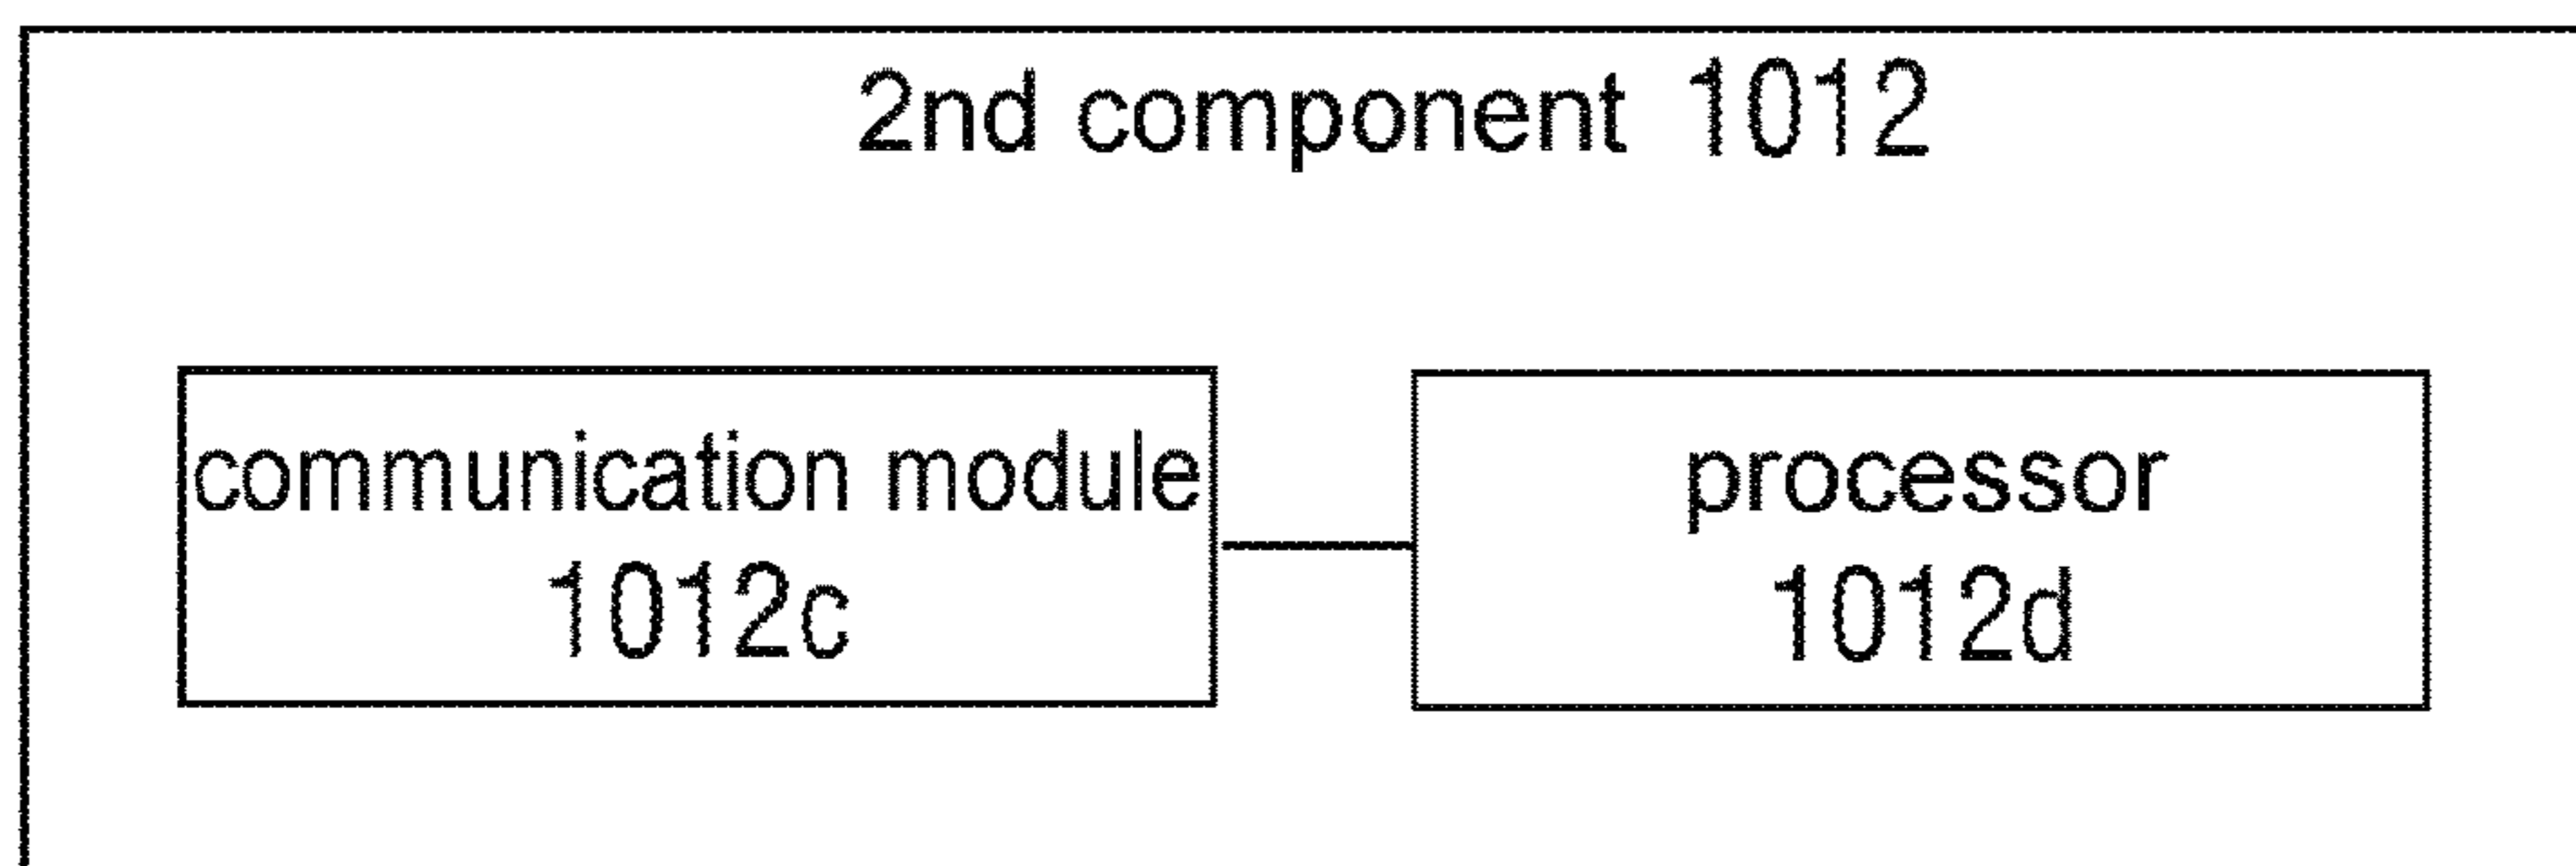 2nd component 1012
communication module
1012c
processor
1012d